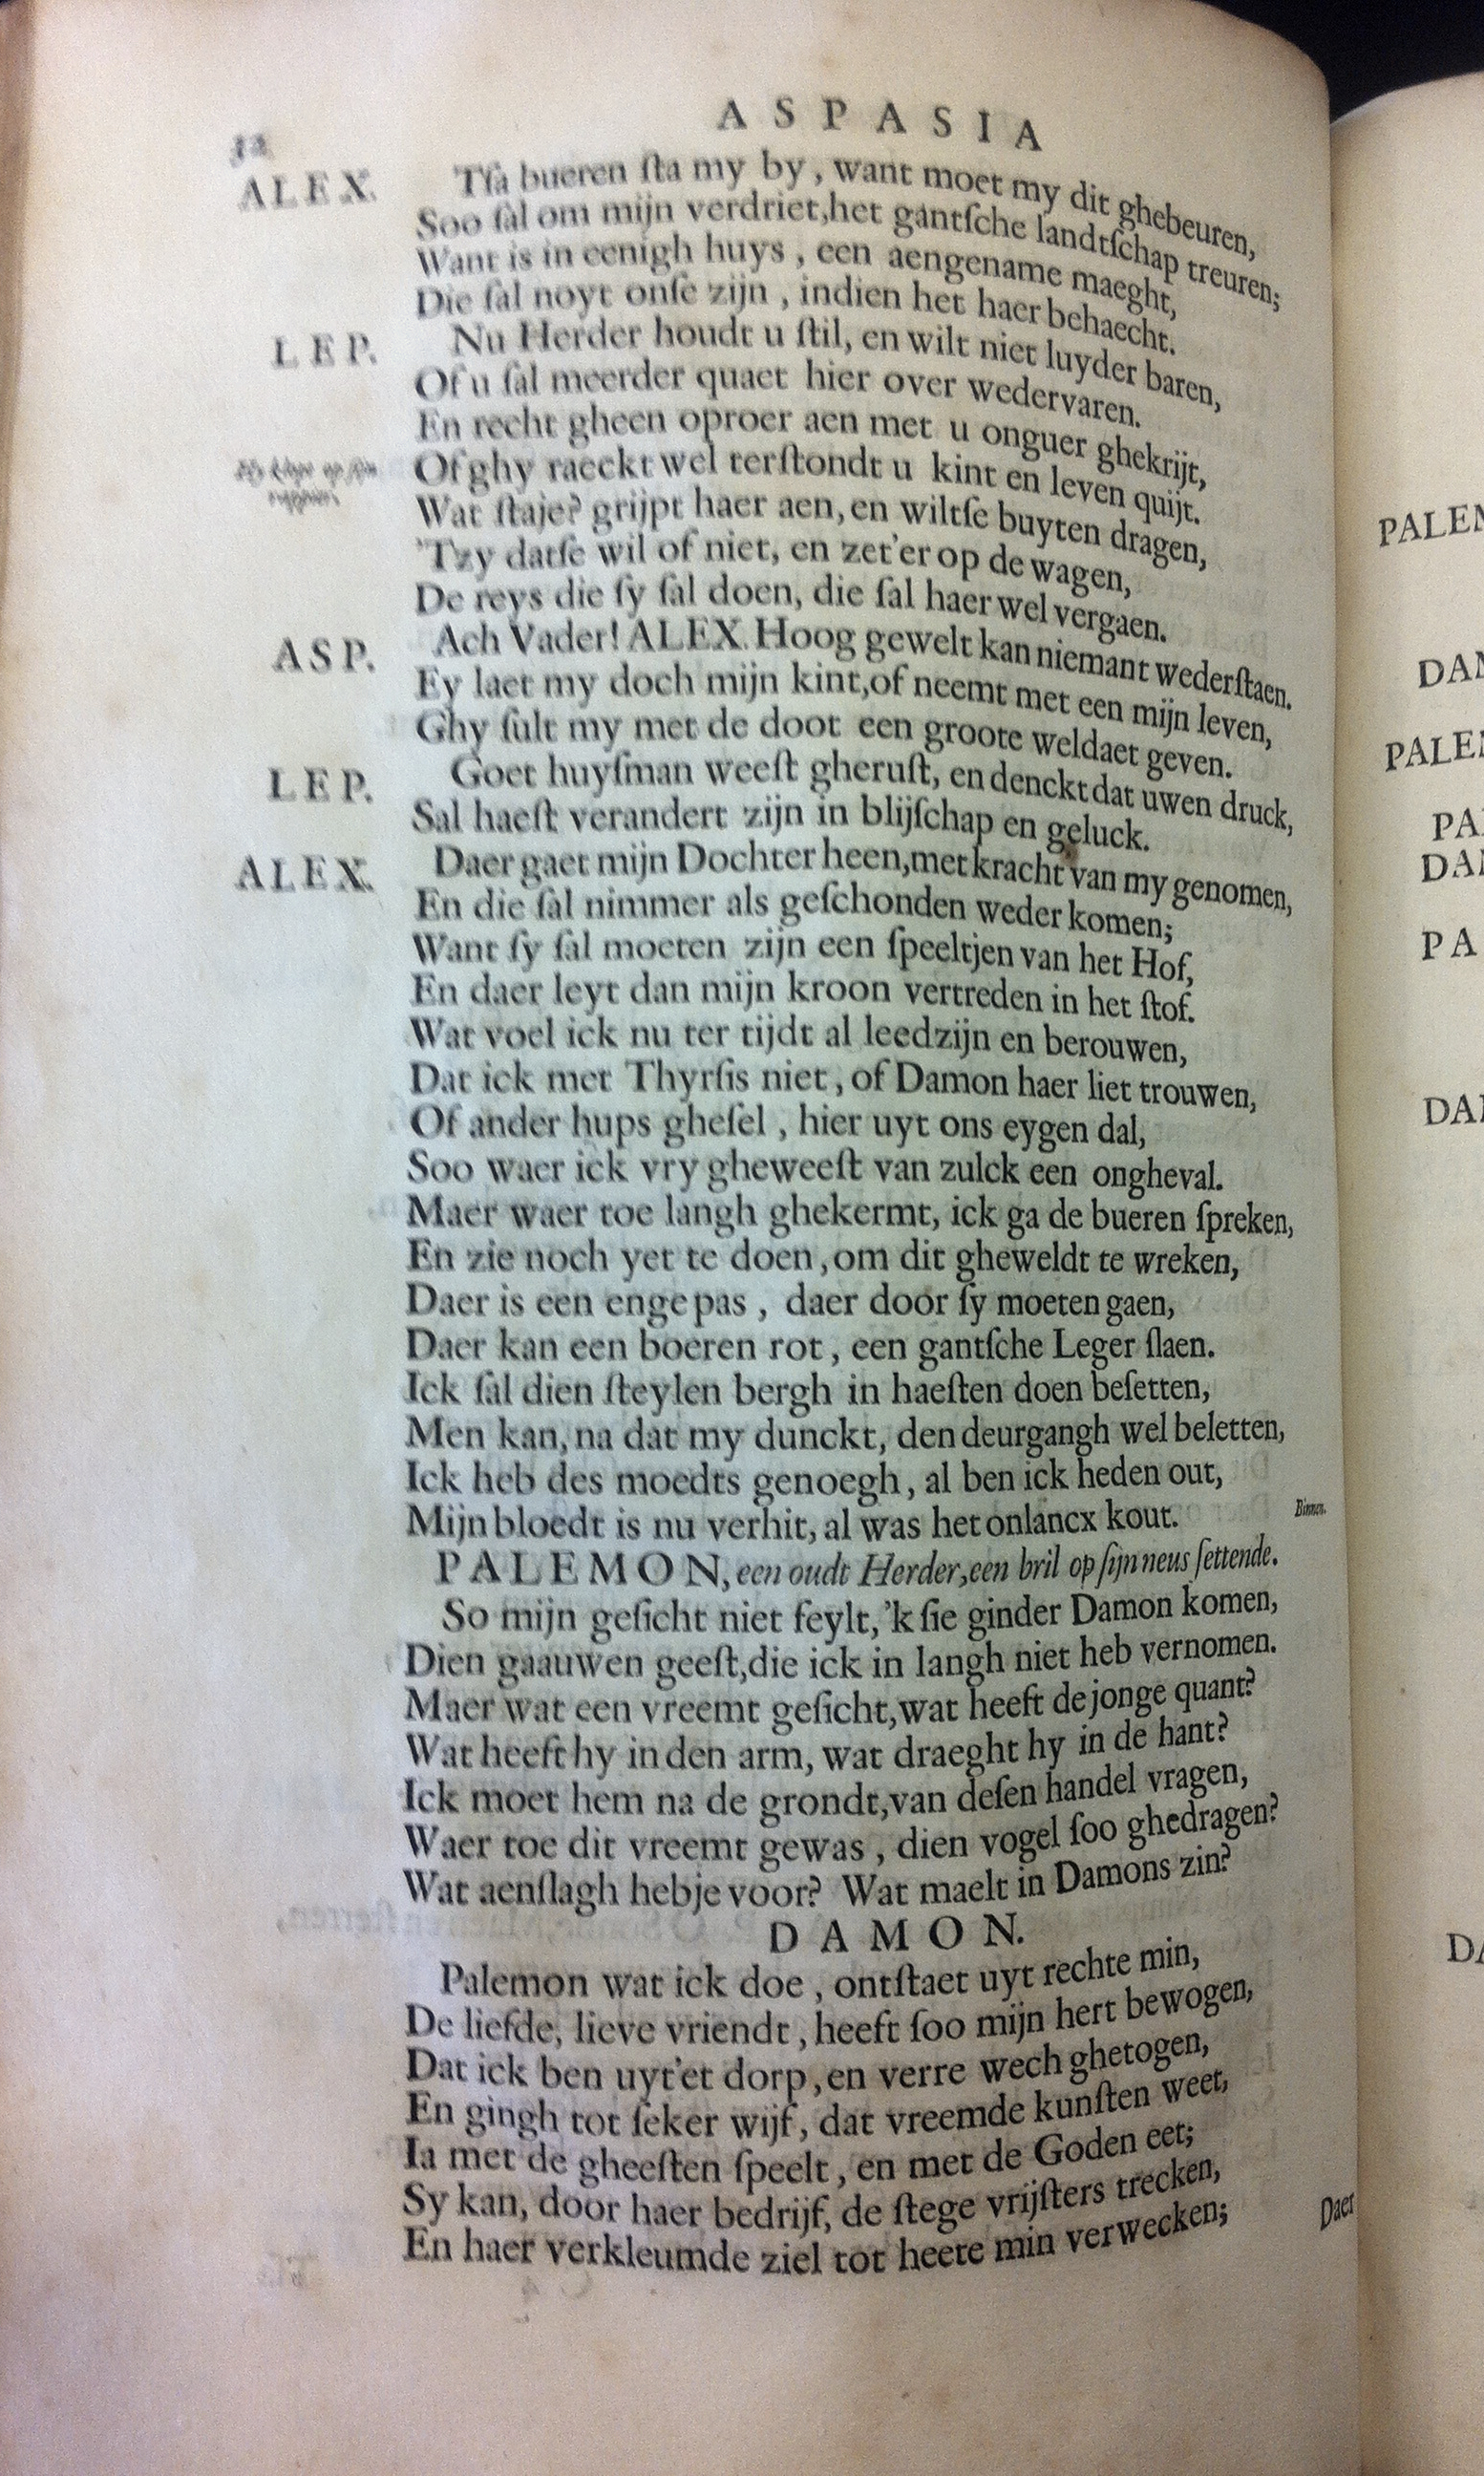 ASPASIA
12
ALEX. Tſa bueren ſta my by, want moet my dit ghebeuren,
Soo ſal om mijn verdriet, het gantſche landtſchap treuren;
Want is in eenigh huys, een aengename maeght,
Die ſal noyt onſe zijn, indien het haer behaecht.
LEP. Nu Herder houdt u ſtil, en wilt niet luyder baren,
Of u ſal meerder quaet hier over wedervaren.
En recht gheen oproer aen met u onguer ghekrijt,
Of ghy raeckt wel terſtondt u kint en leven quijt.
Wat ſtaje? grijpt haer aen, en wiltſe buyten dragen,
'Tzy datſe wil of niet, en zet'er op de wagen,
De reys die ſy ſal doen, die ſal haer wel vergaen.
ASP. Ach Vader! ALEX. Hoog gewelt kan niemant wederſtaen.
Ey laet my doch mijn kint, of neemt met een mijn leven,
Ghy ſult my met de doot een groote weldaet geven.
LEP. Goet huyſman weeſt gheruſt, en denckt dat uwen druck,
Sal haeſt verandert zijn in blijſchap en geluck.
ALEX. Daer gaet mijn Dochter heen, met kracht van my genomen,
En die ſal nimmer als geſchonden weder komen;
Want ſy ſal moeten zijn een ſpeeltjen van het Hof,
En daer leyt dan mijn kroon vertreden in het ſtof.
Wat voel ick nu ter tijdt al leedzijn en berouwen,
Dat ick met Thyrſis niet, of Damon haer liet trouwen,
Of ander hups gheſel, hier uyt ons eygen dal,
Soo waer ick vry gheweeſt van zulck een ongheval.
Maer waer toe langh ghekermt, ick ga de bueren ſpreken,
En zie noch yet te doen, om dit gheweldt te wreken,
Daer is een enge pas, daer door ſy moeten gaen,
Daer kan een boeren rot, een gantſche Leger ſlaen.
Ick ſal dien ſteylen bergh in haeſten doen beſetten,
Men kan, na dat my dunckt, den deurgangh wel beletten,
Ick heb des moedts genoegh, al ben ick heden out,
Mijn bloedt is nu verhit, al was het onlancx kout. Binnen.
PALEMON, een oudt Herder, een bril op ſijn neus ſettende.
So mijn geſicht niet feylt, 'k ſie ginder Damon komen,
Dien gaauwen geeſt, die ick in langh niet heb vernomen.
Maer wat een vreemt geſicht, wat heeft de jonge quant?
Wat heeft hy in den arm, wat draeght hy in de hant?
Ick moet hem na de grondt, van deſen handel vragen,
Waer toe dit vreemt gewas, dien vogel ſoo ghedragen?
Wat aenſlagh hebje voor? Wat maelt in Damons zin?
DAMON.
Palemon wat ick doe, ontſtaet uyt rechte min,
De liefde, lieve vriendt, heeft ſoo mijn hert bewogen,
Dat ick ben uyt'et dorp, en verre wech ghetogen,
En gingh tot ſeker wijf, dat vreemde kunſten weet,
Ia met de gheeſten ſpeelt, en met de Goden eet;
Sy kan, door haer bedrijf, de ſtege vrijſters trecken,
En haer verkleumde ziel tot heete min verwecken;
Daer
PALEM
DAM
PALEM
PA
DAM
PA
DAM
DA